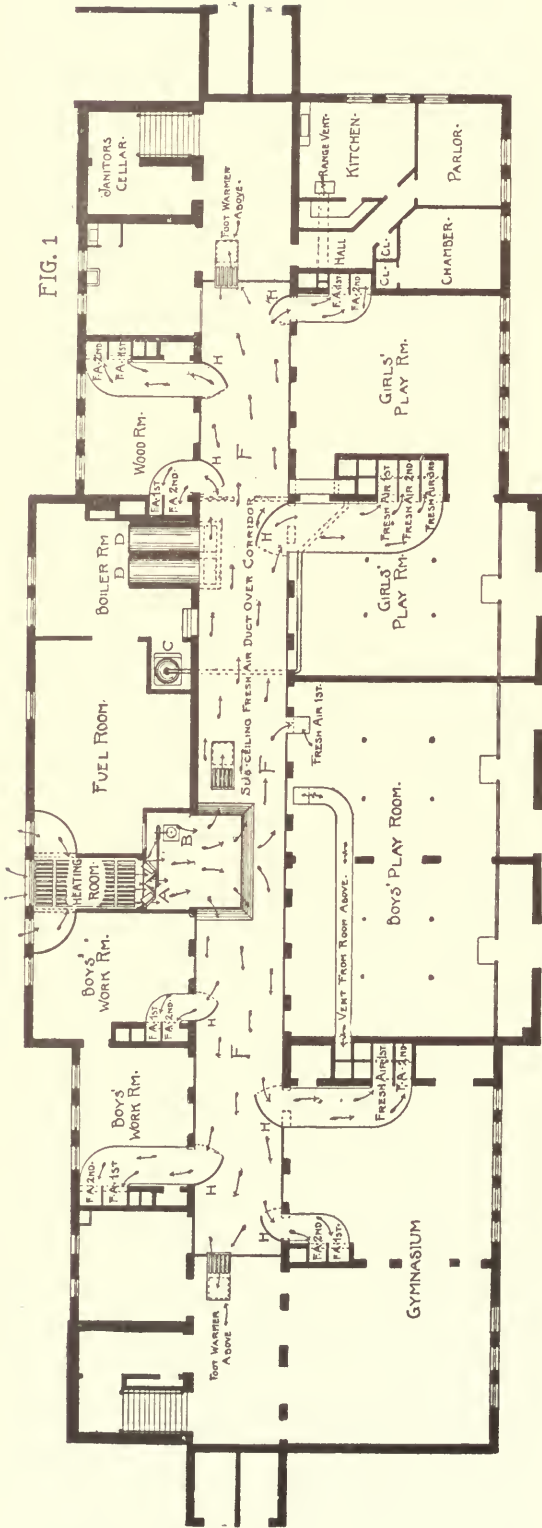 FIG. 1
JANITORS
CELLAR.
FOOT WARMER
ABOVE.
RANGE VENT.
KITCHEN.
PARLOR.
HALL
CL.
CL.
CHAMBER.
F.A. 2ND
F.A. 1ST
WOOD RM.
H
H
F.A. 1ST
F.A. 2ND
H
GIRLS'
PLAY RM.
F.A. 1ST
F.A. 2ND.
H
F
BOILER RM
D
D
SUB-CEILING FRESH AIR DUCT OVER CORRIDOR
H
FRESH AIR 1ST
FRESH AIR 2ND
FRESH AIR 3RD
GIRLS'
PLAY RM.
FUEL ROOM.
C
F
FRESH AIR 1ST.
HEATING
ROOM.
A
B
BOYS' PLAY ROOM.
VENT FROM ROOM ABOVE.
BOYS'
WORK RM.
F.A. 1ST
F.A. 2ND.
H
F
BOYS'
WORK RM.
F.A. 2ND.
F.A. 1ST
H
H
FRESH AIR 1ST
F.A. 2ND.
H
F.A. 2ND
F.A. 1ST.
FOOT WARMER
ABOVE
GYMNASIUM